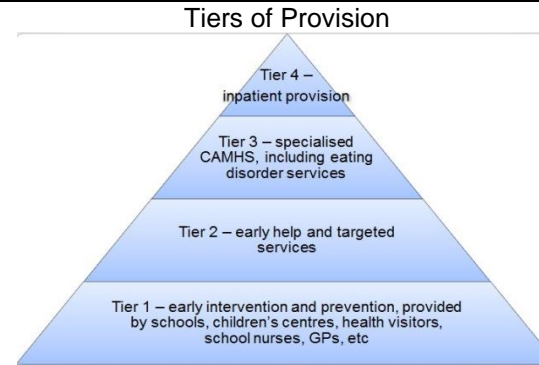 Tiers of Provision
Tier 4 –
inpatient provision
Tier 3 – specialised
CAMHS, including eating
disorder services
Tier 2 – early help and targeted
services
Tier 1 – early intervention and prevention, provided
by schools, children's centres, health visitors,
school nurses, GPs, etc